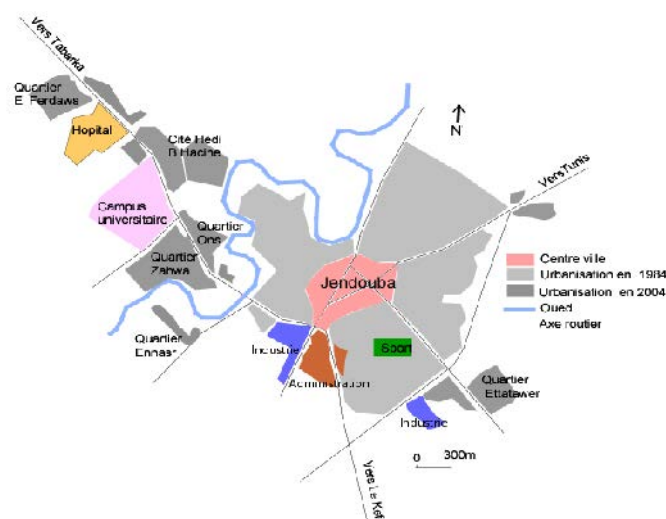 Vers Tabarka
Quartier
E Ferdaws
Hopital
Cité Hedi
B Hacine
N
Vers Tunis
Campus
universitaire
Quartier
Ons
Quartier
Zahwa
Centre ville
Urbanisation en 1984
Urbanisation en 2004
Oued
Axe routier
Jendouba
Quartier
Ennasr
Industrie
Sport
Administration
Quartier
Ettatawer
Industrie
0 300m
Vers Le Kef